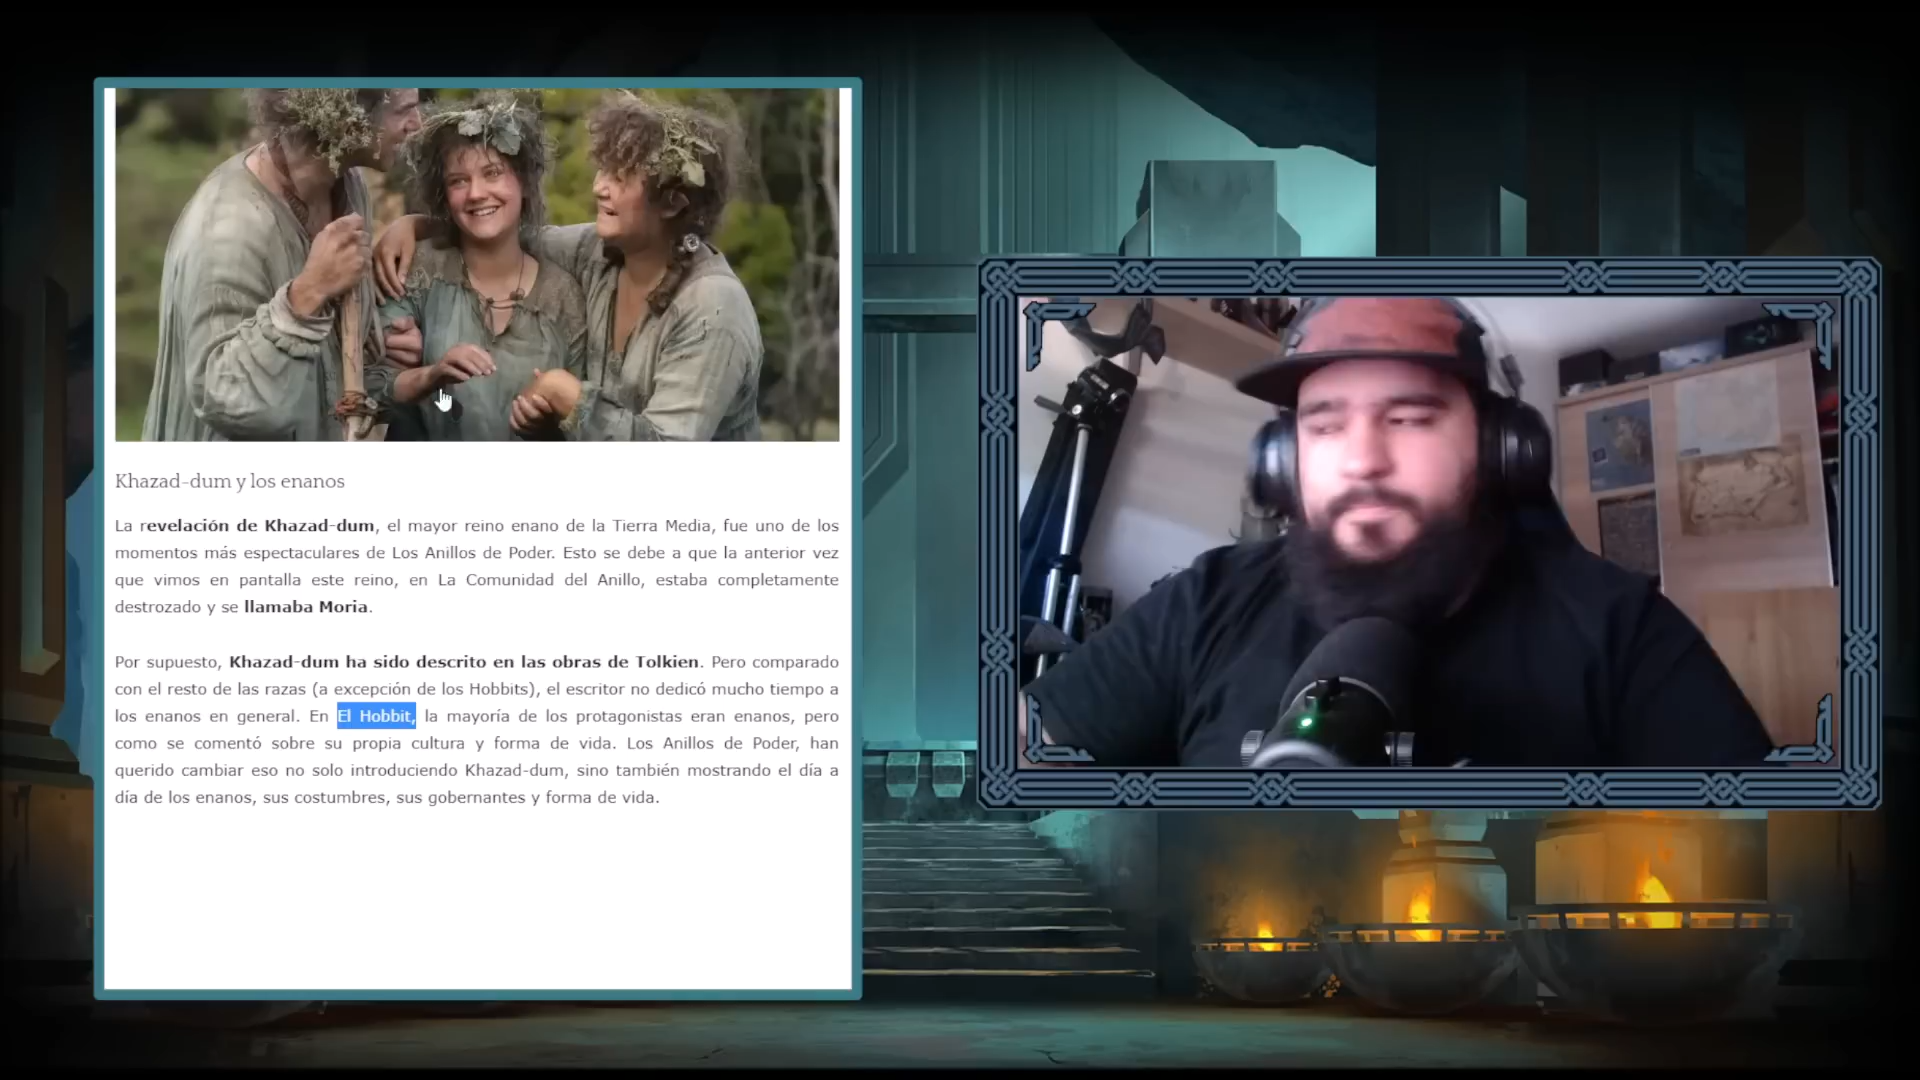 Khazad-dum y los enanos
La revelación de Khazad-dum, el mayor reino enano de la Tierra Media, fue uno de los
momentos más espectaculares de Los Anillos de Poder. Esto se debe a que la anterior vez
que vimos en pantalla este reino, en La Comunidad del Anillo, estaba completamente
destrozado y se llamaba Moria.
Por supuesto, Khazad-dum ha sido descrito en las obras de Tolkien. Pero comparado
con el resto de las razas (a excepción de los Hobbits), el escritor no dedicó mucho tiempo a
los enanos en general. En El Hobbit, la mayoría de los protagonistas eran enanos, pero
como se comentó sobre su propia cultura y forma de vida. Los Anillos de Poder, han
querido cambiar eso no solo introduciendo Khazad-dum, sino también mostrando el día a
día de los enanos, sus costumbres, sus gobernantes y forma de vida.